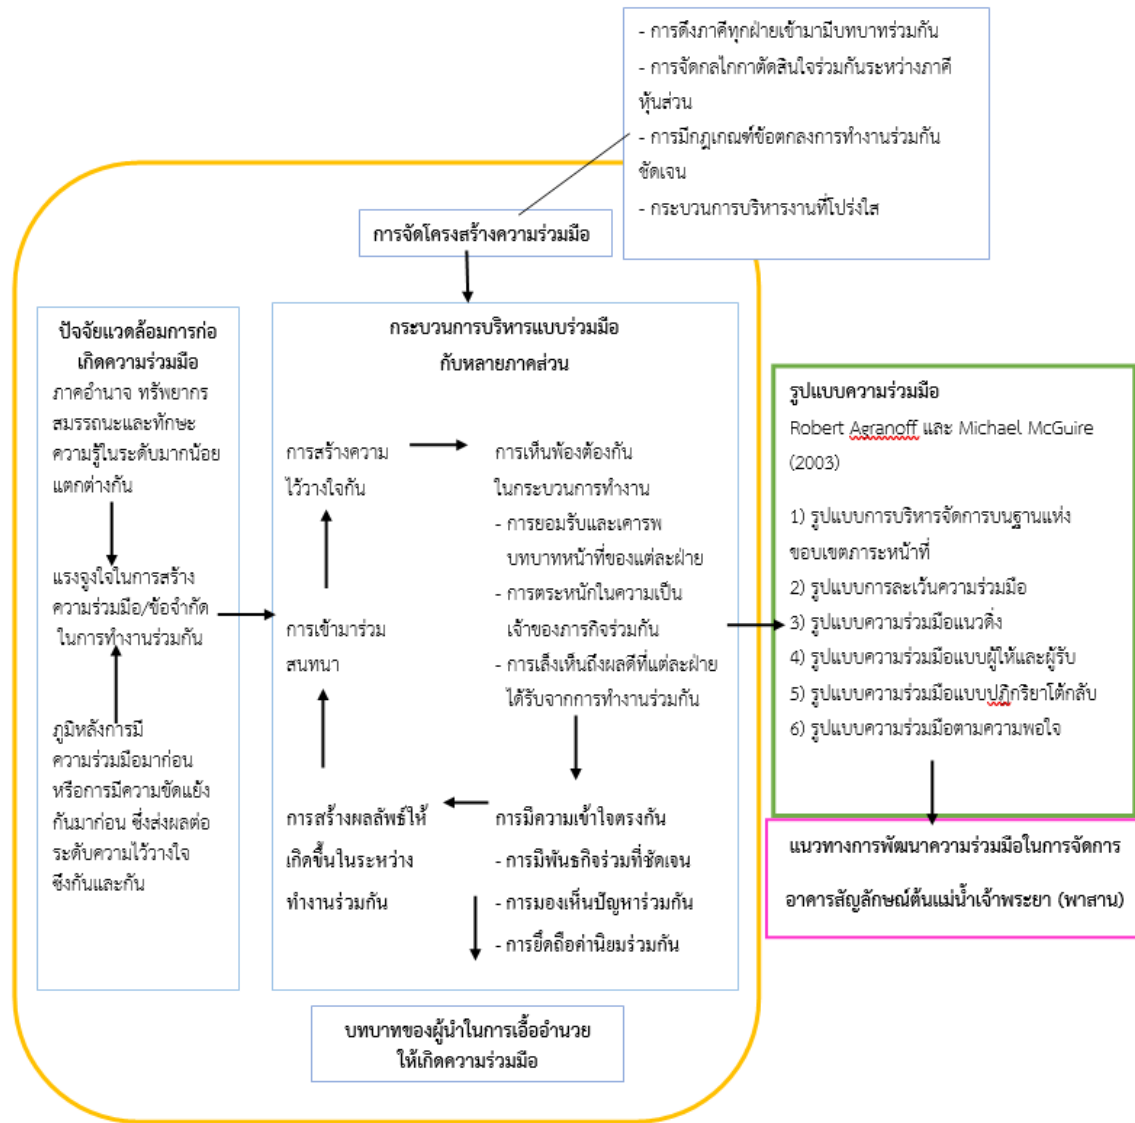 - การดึงภาคีทุกฝ่ายเข้ามามีบทบาทร่วมกัน
- การจัดกลไกกาตัดสินใจร่วมกันระหว่างภาคี
หุ้นส่วน
- การมีกฎเกณฑ์ข้อตกลงการทำงานร่วมกัน
ชัดเจน
- กระบวนการบริหารงานที่โปร่งใส
การจัดโครงสร้างความร่วมมือ
ปัจจัยแวดล้อมการก่อ
เกิดความร่วมมือ
ภาคอำนาจ ทรัพยากร
สมรรถนะและทักษะ
ความรู้ในระดับมากน้อย
แตกต่างกัน
แรงจูงใจในการสร้าง
ความร่วมมือ/ข้อจำกัด
ในการทำงานร่วมกัน
ภูมิหลังการมี
ความร่วมมือมาก่อน
หรือการมีความขัดแย้ง
กันมาก่อน ซึ่งส่งผลต่อ
ระดับความไว้วางใจ
ซึ่งกันและกัน
กระบวนการบริหารแบบร่วมมือ
กับหลายภาคส่วน
การสร้างความ
ไว้วางใจกัน
การเห็นพ้องต้องกัน
ในกระบวนการทำงาน
- การยอมรับและเคารพ
บทบาทหน้าที่ของแต่ละฝ่าย
- การตระหนักในความเป็น
เจ้าของภารกิจร่วมกัน
- การเล็งเห็นถึงผลดีที่แต่ละฝ่าย
ได้รับจากการทำงานร่วมกัน
การเข้ามาร่วม
สนทนา
การสร้างผลลัพธ์ให้
เกิดขึ้นในระหว่าง
ทำงานร่วมกัน
การมีความเข้าใจตรงกัน
- การมีพันธกิจร่วมที่ชัดเจน
- การมองเห็นปัญหาร่วมกัน
- การยึดถือค่านิยมร่วมกัน
บทบาทของผู้นำในการเอื้ออำนวย
ให้เกิดความร่วมมือ
รูปแบบความร่วมมือ
Robert Agranoff และ Michael McGuire
(2003)
1) รูปแบบการบริหารจัดการบนฐานแห่ง
ขอบเขตภาระหน้าที่
2) รูปแบบการละเว้นความร่วมมือ
3) รูปแบบความร่วมมือแนวดิ่ง
4) รูปแบบความร่วมมือแบบผู้ให้และผู้รับ
5) รูปแบบความร่วมมือแบบปฏิกริยาโต้กลับ
6) รูปแบบความร่วมมือตามความพอใจ
แนวทางการพัฒนาความร่วมมือในการจัดการ
อาคารสัญลักษณ์ต้นแม่น้ำเจ้าพระยา (พาสาน)